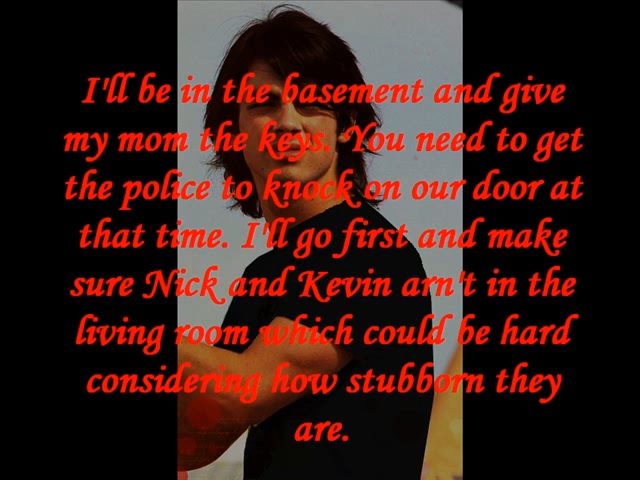 I'll be in the basement and give
my mom the keys. You need to get
the police to knock on our door at
that time. I'll go first and make
sure Nick and Kevin arn't in the
living room which could be hard
considering how stubborn they
are.